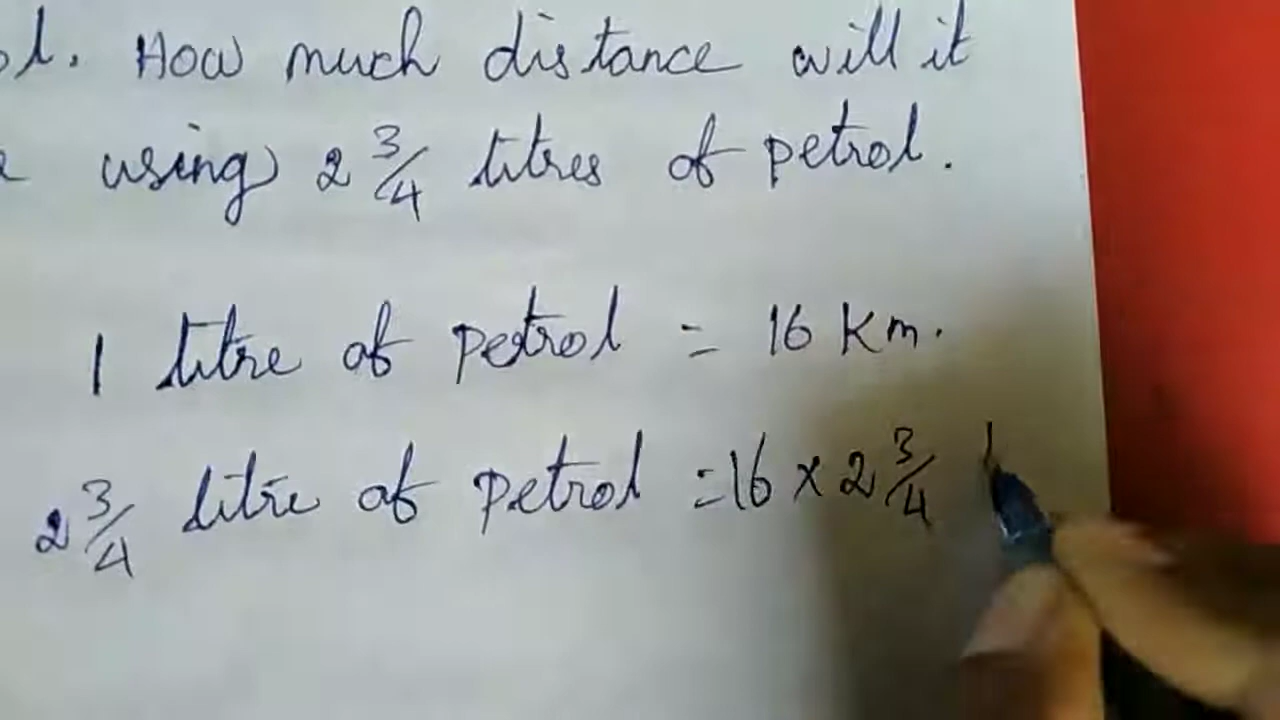 ol. How much distance will it
using 2 3/4 litres of petrol.
1 litre of petrol = 16 Km.
2 3/4 litre of petrol = 16 x 2 3/4